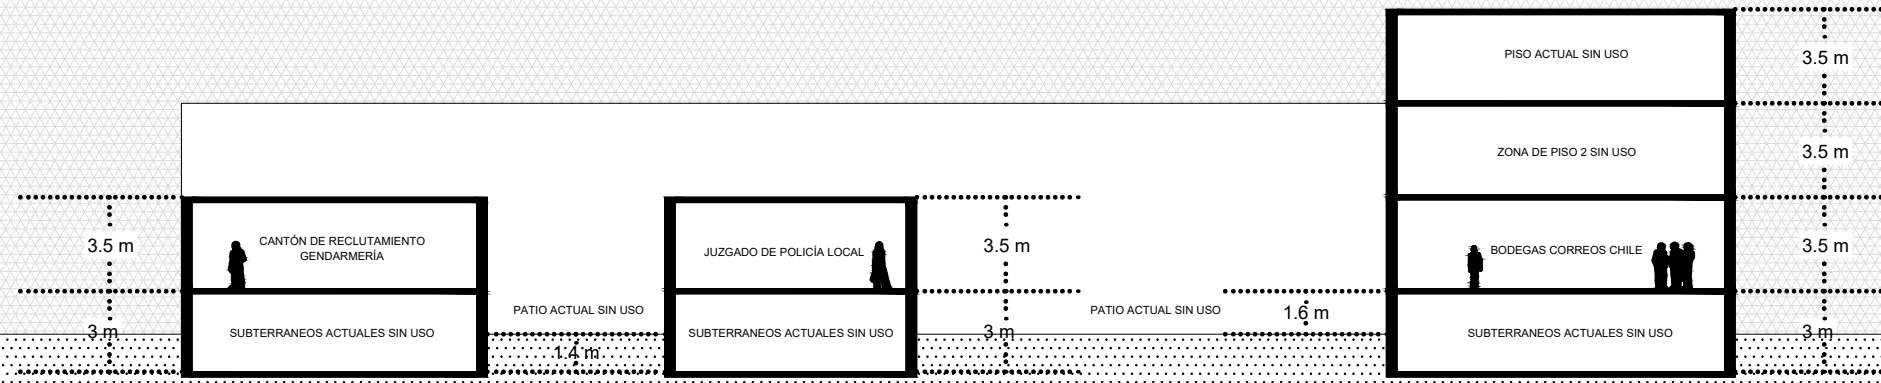 PISO ACTUAL SIN USO
3.5 m
ZONA DE PISO 2 SIN USO
3.5 m
3.5 m
CANTÓN DE RECLUTAMIENTO
GENDARMERÍA
JUZGADO DE POLICÍA LOCAL
3.5 m
BODEGAS CORREOS CHILE
3.5 m
PATIO ACTUAL SIN USO
PATIO ACTUAL SIN USO
1.6 m
3 m
SUBTERRANEOS ACTUALES SIN USO
1.4 m
SUBTERRANEOS ACTUALES SIN USO
3 m
SUBTERRANEOS ACTUALES SIN USO
3 m